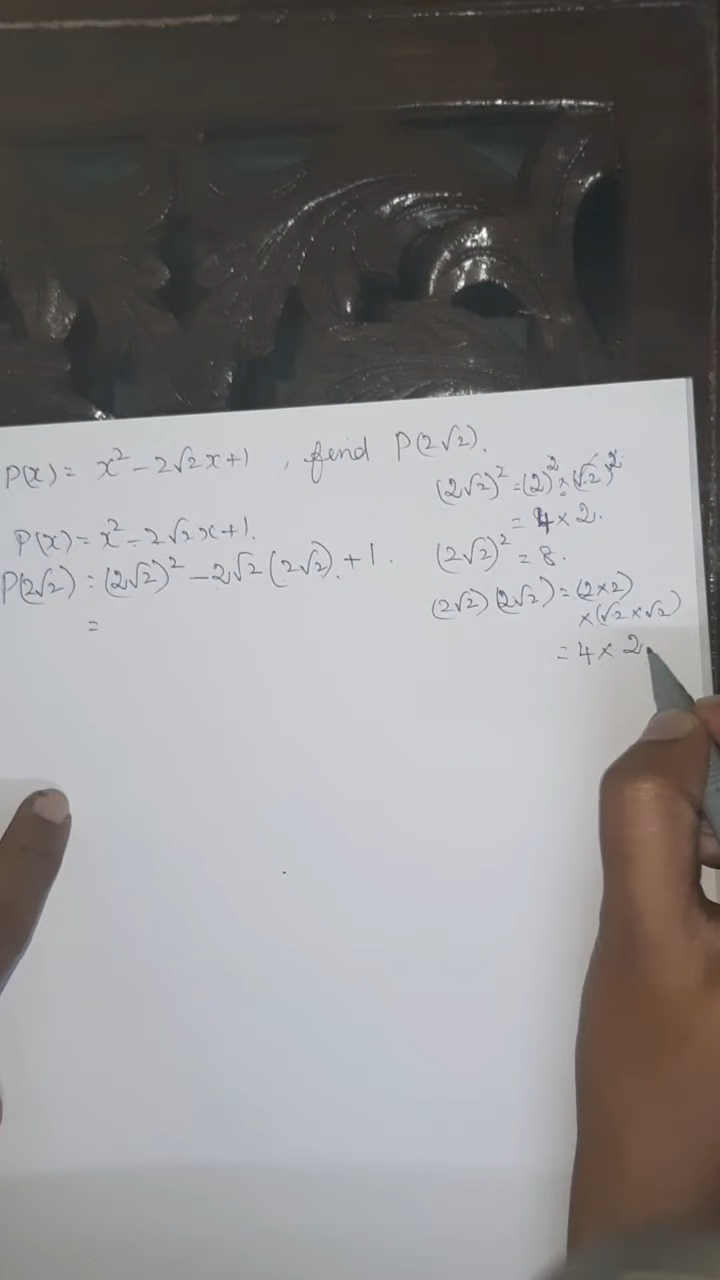 P(x) = x² - 2√2x+1 , find P(2√2).
P(x) = x² - 2√2x+1.
P(2√2) = (2√2)² - 2√2(2√2) + 1.
=
(2√2)² = (2)² × (√2)²
= 4 × 2.
(2√2)² = 8.
(2√2)(2√2) = (2×2)
×(√2 × √2)
= 4 × 2